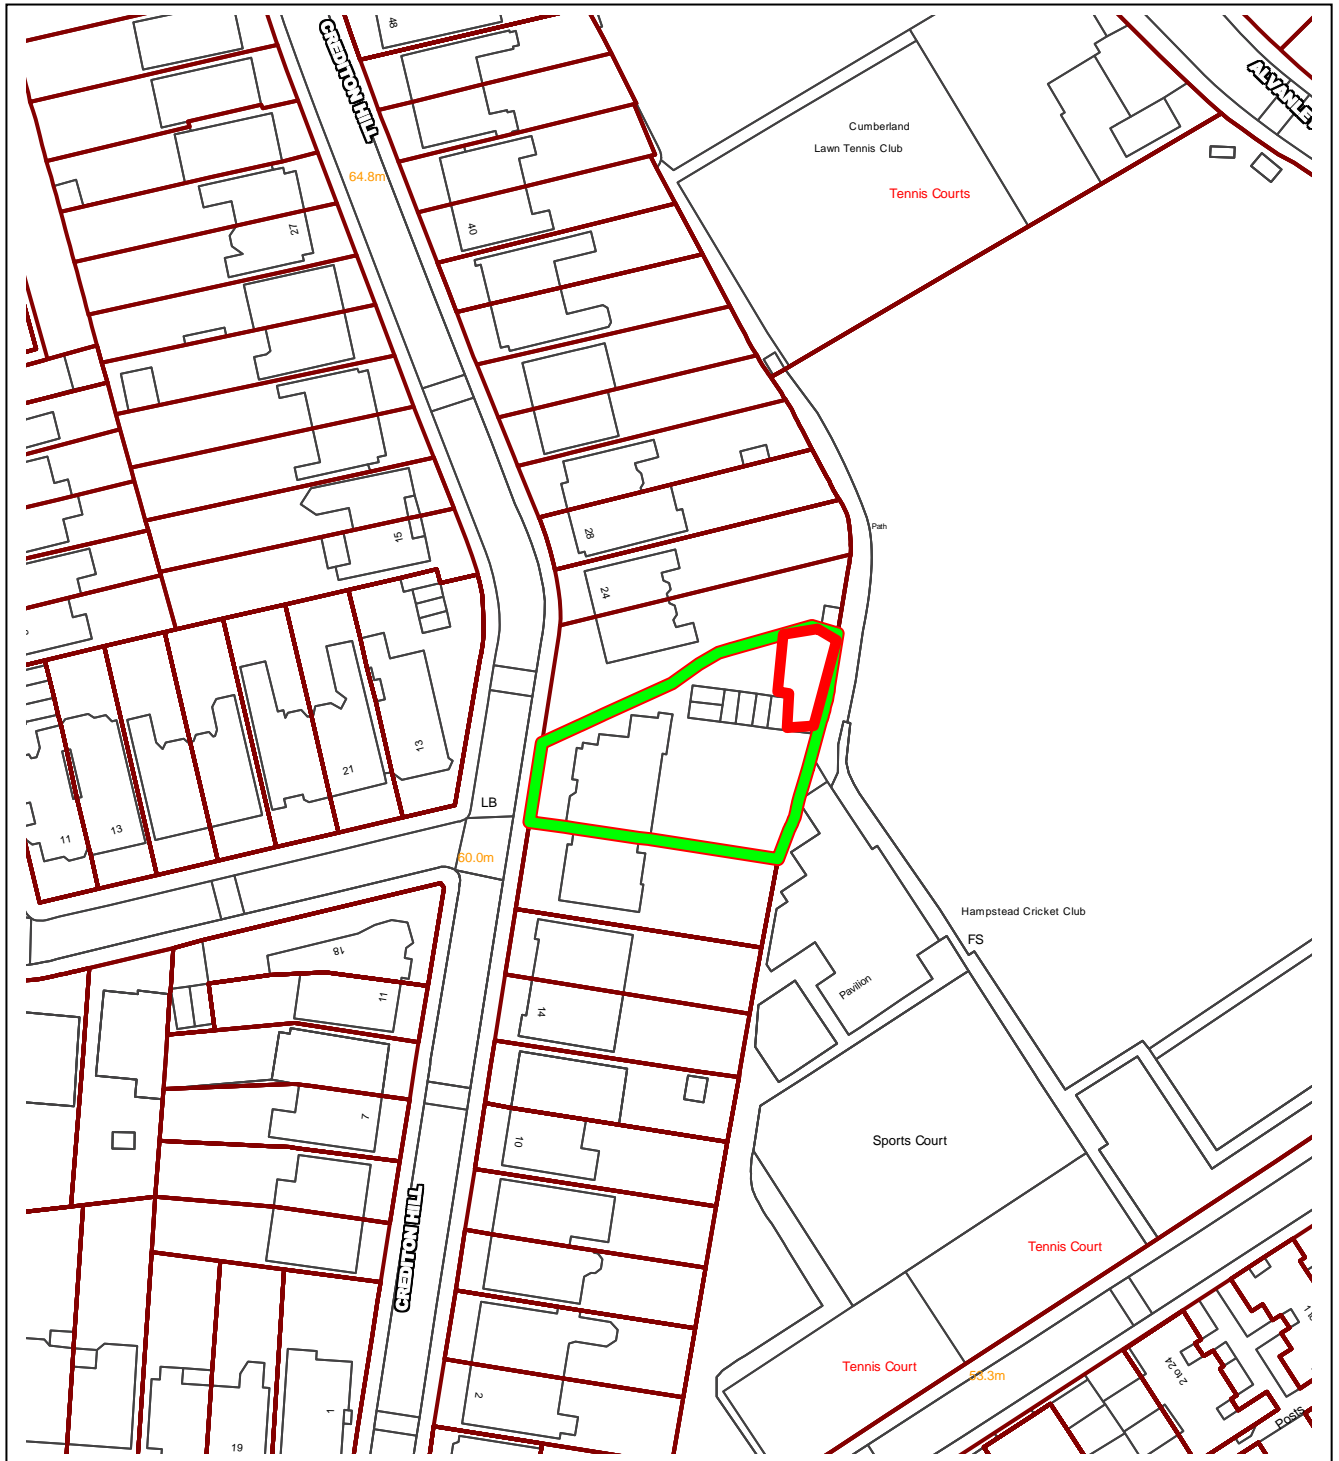 48
CREDITON HILL
ALVANLE
Cumberland
Lawn Tennis Club
64.8m
Tennis Courts
27
40
Path
28
15
24
13
21
13
11
LB
60.0m
Hampstead Cricket Club
FS
18
Pavilion
11
14
7
10
Sports Court
CREDITON HILL
Tennis Court
Tennis Court
53.3m
2 to 24
2
1
19
Posts